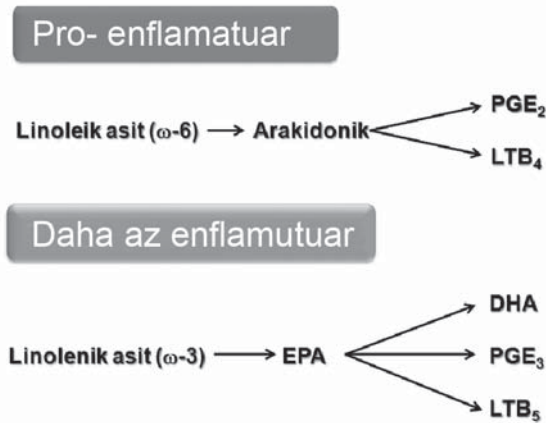 Pro- enflamatuar
PGE₂
Linoleik asit (ω-6) → Arakidonik
LTB₄
Daha az enflamutuar
DHA
Linolenik asit (ω-3) → EPA PGE₃
LTB₅